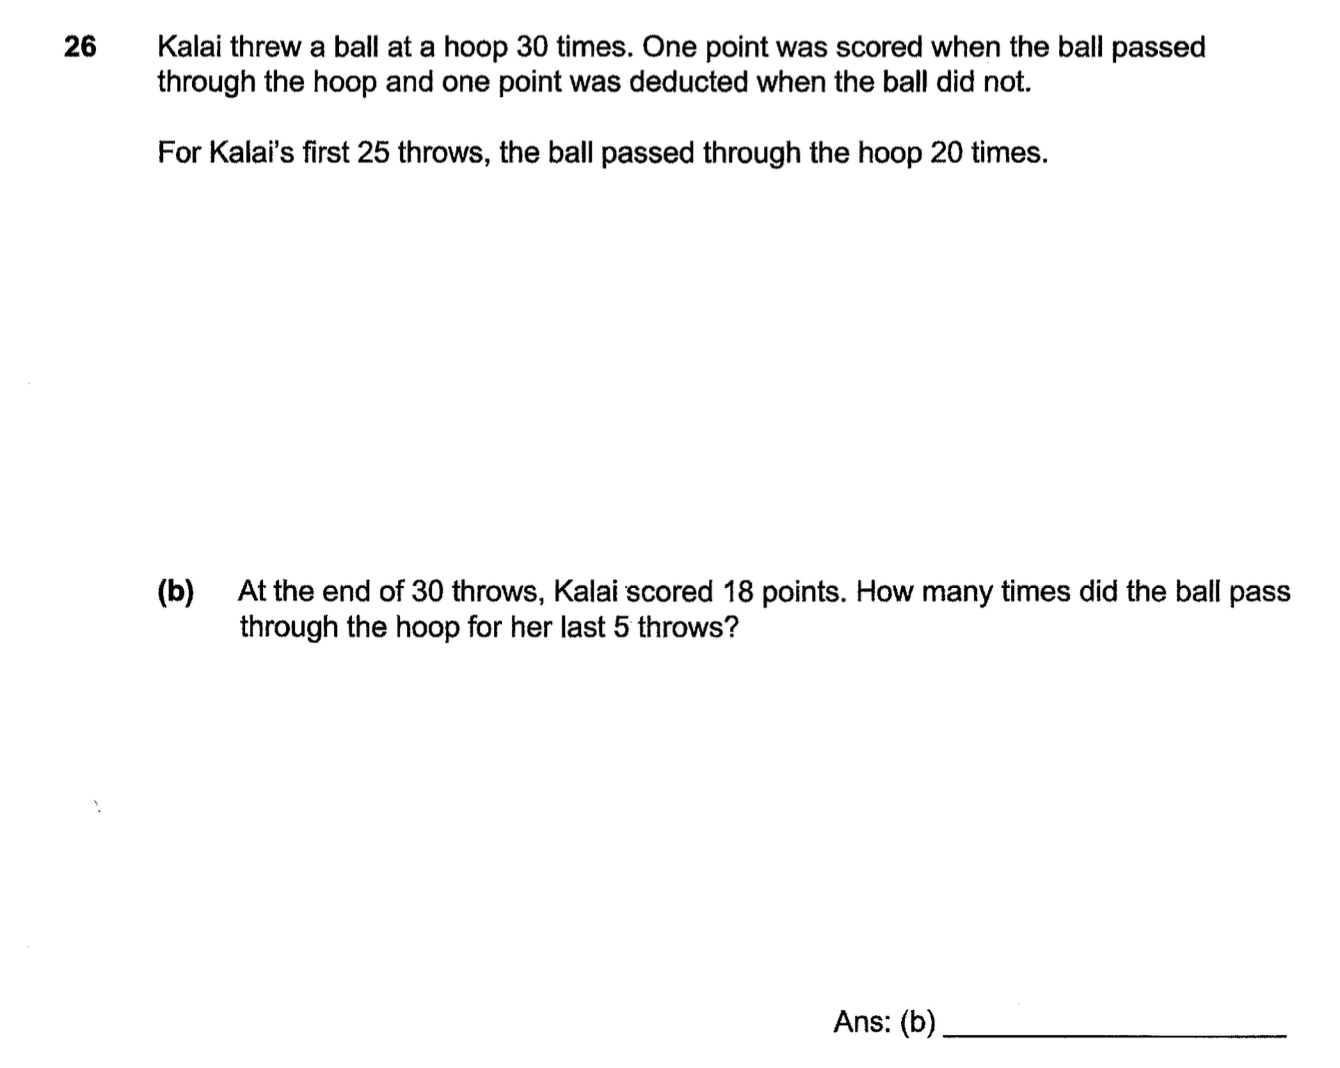 26 Kalai threw a ball at a hoop 30 times. One point was scored when the ball passed
through the hoop and one point was deducted when the ball did not.
For Kalai's first 25 throws, the ball passed through the hoop 20 times.
(b) At the end of 30 throws, Kalai scored 18 points. How many times did the ball pass
through the hoop for her last 5 throws?
Ans: (b)